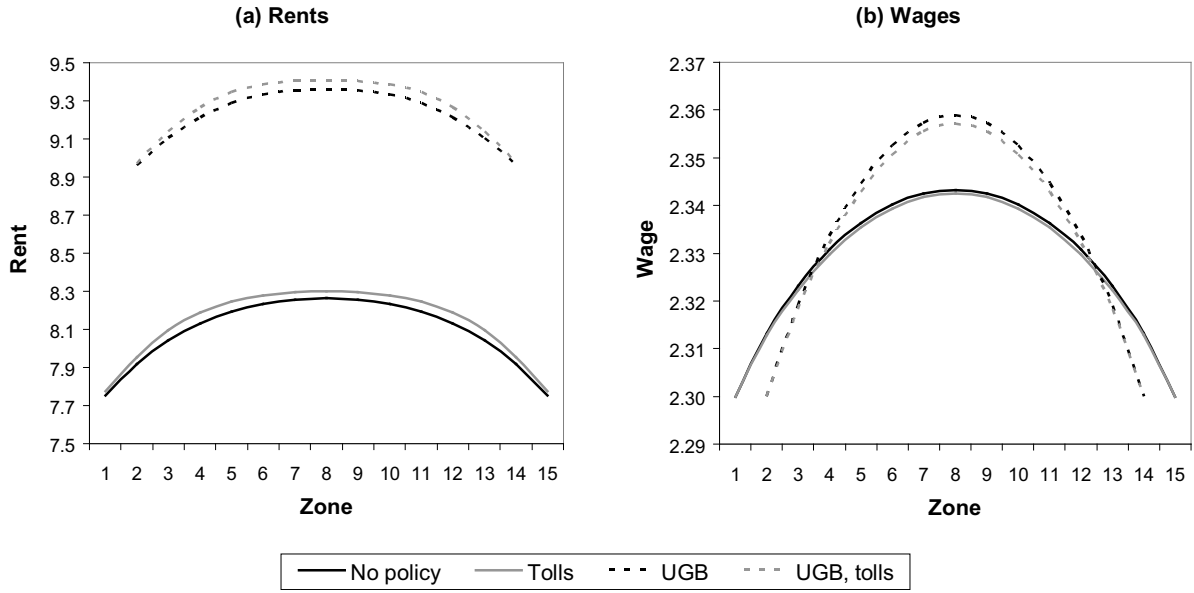 (a) Rents
9.5
9.3
9.1
8.9
8.7
8.5
8.3
8.1
7.9
7.7
7.5
Rent
1 2 3 4 5 6 7 8 9 10 11 12 13 14 15
Zone
(b) Wages
2.37
2.36
2.35
2.34
2.33
2.32
2.31
2.30
2.29
Wage
1 2 3 4 5 6 7 8 9 10 11 12 13 14 15
Zone
No policy Tolls UGB UGB, tolls